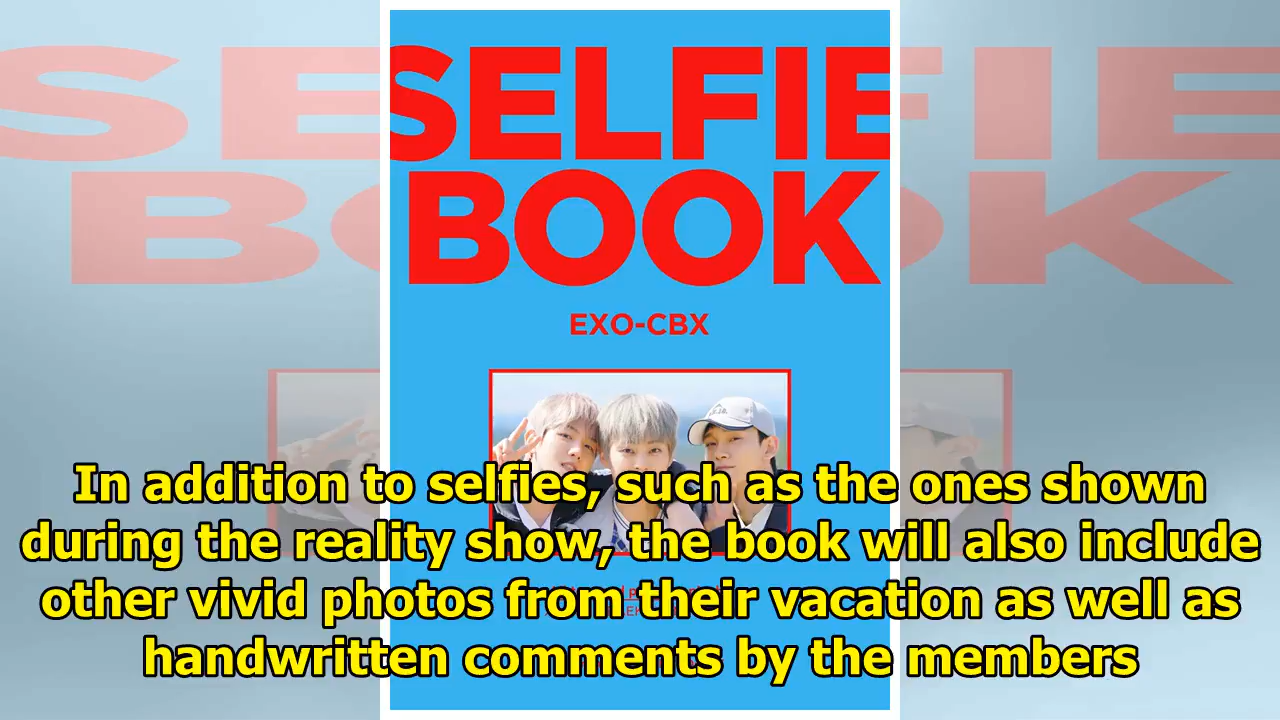 SELFIE
BOOK
EXO-CBX
In addition to selfies, such as the ones shown
during the reality show, the book will also include
other vivid photos from their vacation as well as
handwritten comments by the members